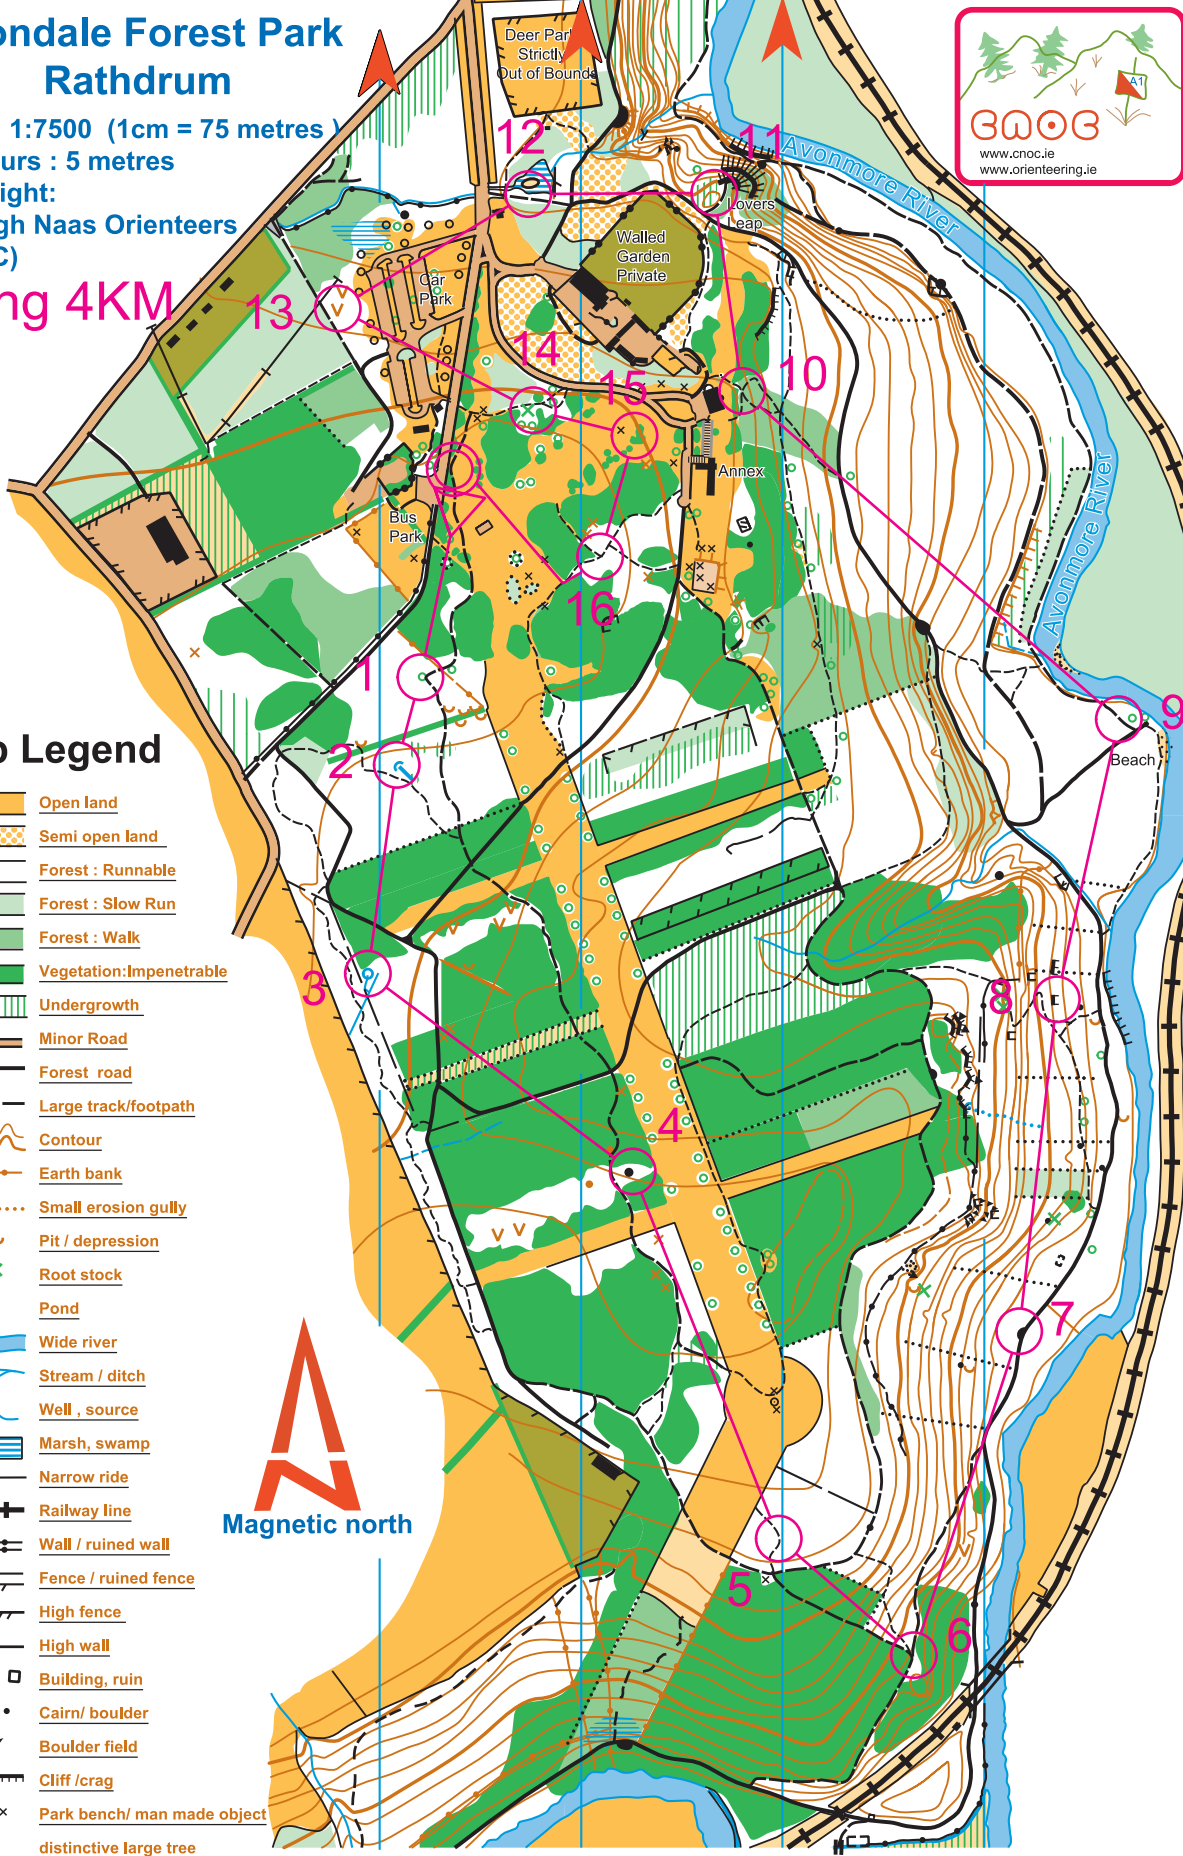 ondale Forest Park
Rathdrum
1:7500 (1cm = 75 metres )
urs : 5 metres
ight:
gh Naas Orienteers
C)
ng 4KM
Deer Park
Strictly
Out of Bounds
A1
CNOC
www.cnoc.ie
www.orienteering.ie
12
11
Avonmore River
Lovers
Leap
Walled
Garden
Private
Car
Park
13
14
15
10
Annex
Bus
Park
Avonmore River
16
1
2
9
Beach
3
8
4
7
5
6
Magnetic north
p Legend
Open land
Semi open land
Forest : Runnable
Forest : Slow Run
Forest : Walk
Vegetation:Impenetrable
Undergrowth
Minor Road
Forest road
Large track/footpath
Contour
Earth bank
Small erosion gully
Pit / depression
Root stock
Pond
Wide river
Stream / ditch
Well , source
Marsh, swamp
Narrow ride
Railway line
Wall / ruined wall
Fence / ruined fence
High fence
High wall
Building, ruin
Cairn/ boulder
Boulder field
Cliff /crag
Park bench/ man made object
distinctive large tree